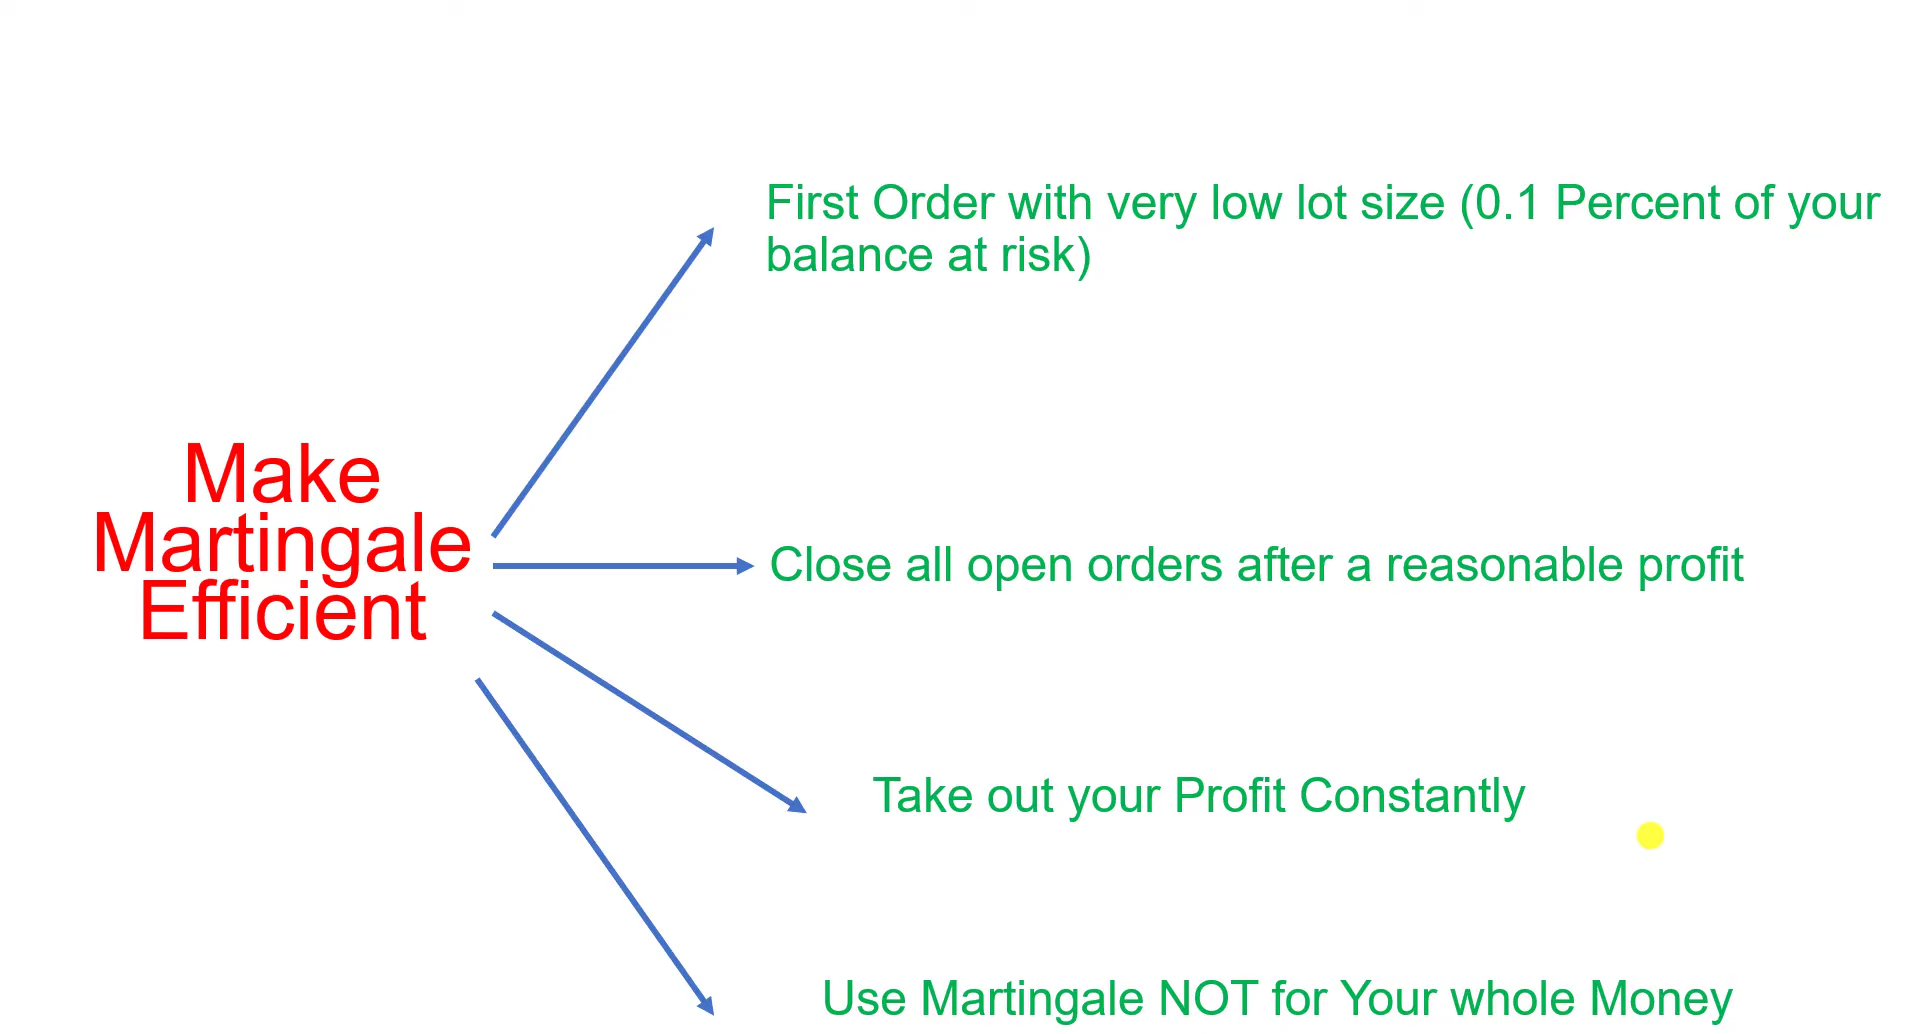 Make
Martingale
Efficient
First Order with very low lot size (0.1 Percent of your
balance at risk)
Close all open orders after a reasonable profit
Take out your Profit Constantly
Use Martingale NOT for Your whole Money